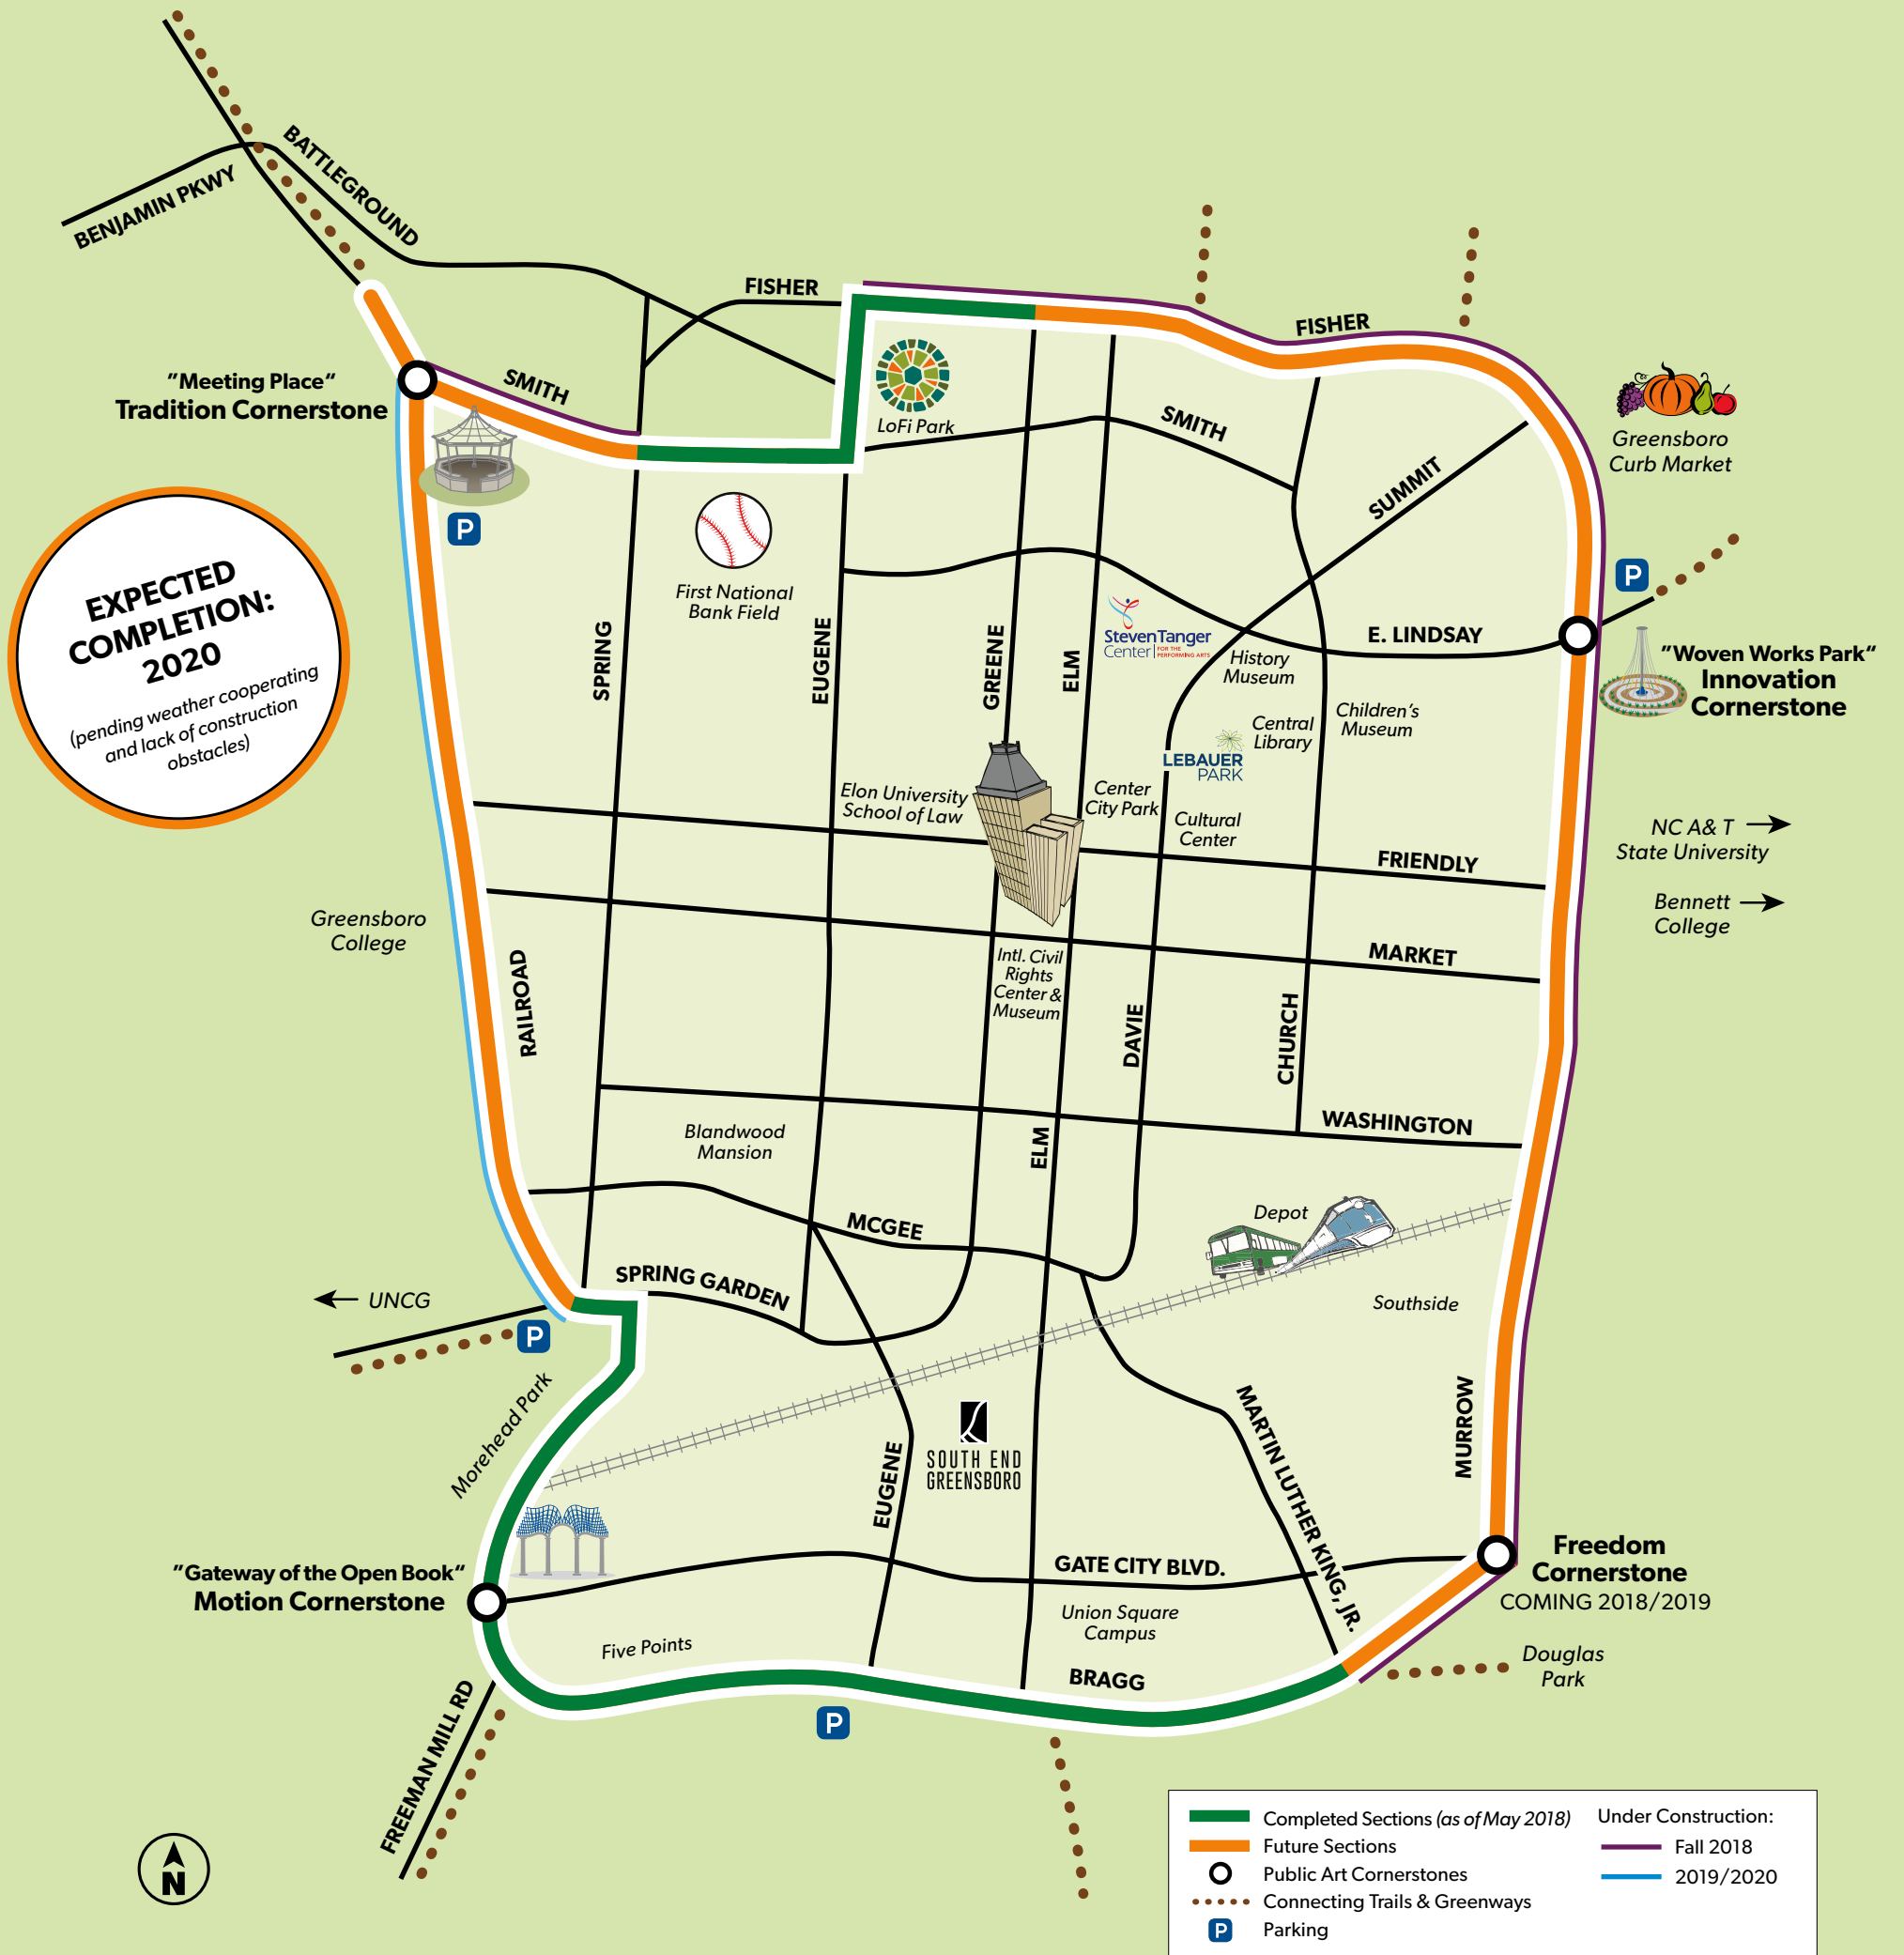 BATTLEGROUND
BENJAMIN PKWY
FISHER
FISHER
SMITH
"Meeting Place"
Tradition Cornerstone
P
LoFi Park
SMITH
SUMMIT
Greensboro
Curb Market
EXPECTED
COMPLETION:
2020
(pending weather cooperating
and lack of construction
obstacles)
First National
Bank Field
SPRING
EUGENE
GREENE
ELM
Steven Tanger
Center FOR THE
PERFORMING ARTS
History
Museum
E. LINDSAY
P
"Woven Works Park"
Innovation
Cornerstone
Central
Library
Children's
Museum
LEBAUER
PARK
Elon University
School of Law
Center
City Park
Cultural
Center
FRIENDLY
NC A & T
State University
Bennett
College
Greensboro
College
RAILROAD
MARKET
Intl. Civil
Rights
Center &
Museum
DAVIE
CHURCH
WASHINGTON
ELM
Blandwood
Mansion
MCGEE
Depot
SPRING GARDEN
UNCG
P
Southside
Morehead Park
SOUTH END
GREENSBORO
EUGENE
MARTIN LUTHER KING, JR.
MURROW
"Gateway of the Open Book"
Motion Cornerstone
GATE CITY BLVD.
Freedom
Cornerstone
COMING 2018/2019
Union Square
Campus
Five Points
BRAGG
Douglas
Park
P
FREEMAN MILL RD
N
Completed Sections (as of May 2018)
Future Sections
Public Art Cornerstones
Connecting Trails & Greenways
P Parking
Under Construction:
Fall 2018
2019/2020